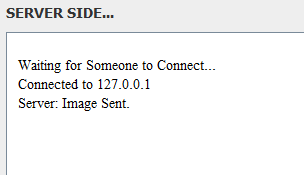 SERVER SIDE...
Waiting for Someone to Connect...
Connected to 127.0.0.1
Server: Image Sent.